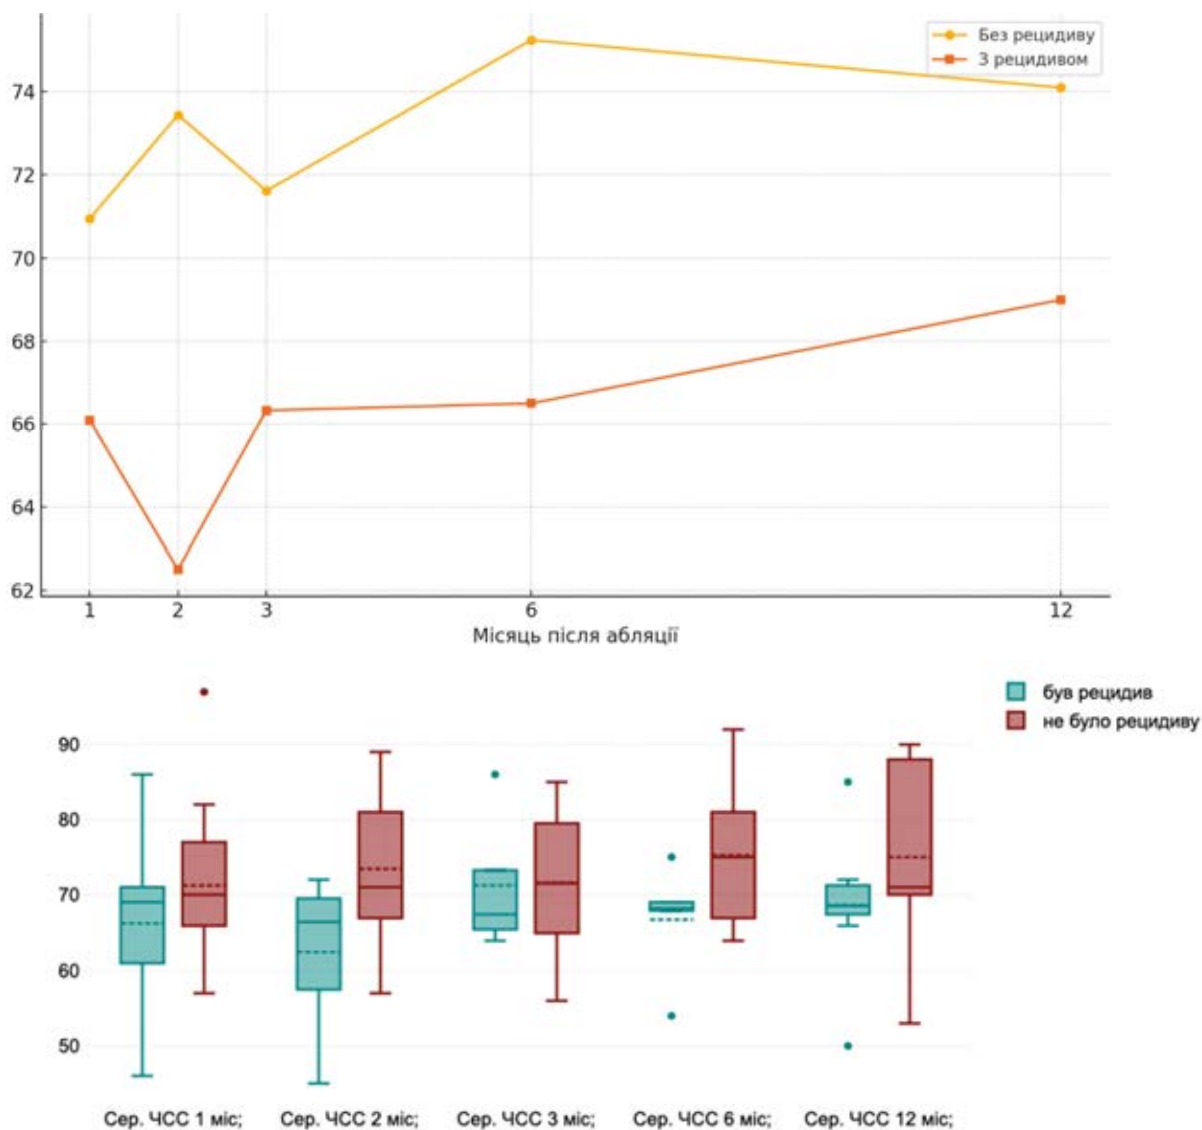 Без рецидиву
З рецидивом
74
72
70
68
66
64
62
1 2 3 6 12
Місяць після абляції
був рецидив
не було рецидиву
90
80
70
60
50
Сер. ЧСС 1 міс; Сер. ЧСС 2 міс; Сер. ЧСС 3 міс; Сер. ЧСС 6 міс; Сер. ЧСС 12 міс;